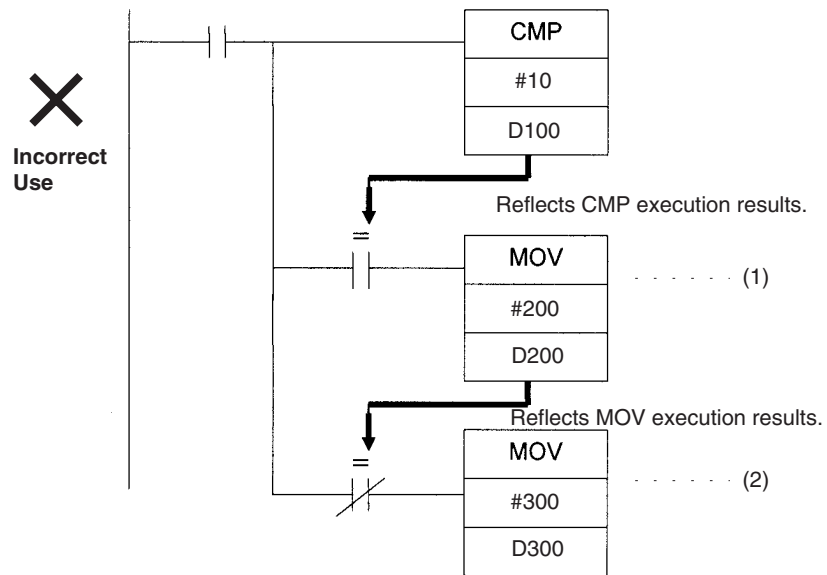 CMP
#10
D100
Incorrect
Use
Reflects CMP execution results.
=
MOV
(1)
#200
D200
Reflects MOV execution results.
=
MOV
(2)
#300
D300